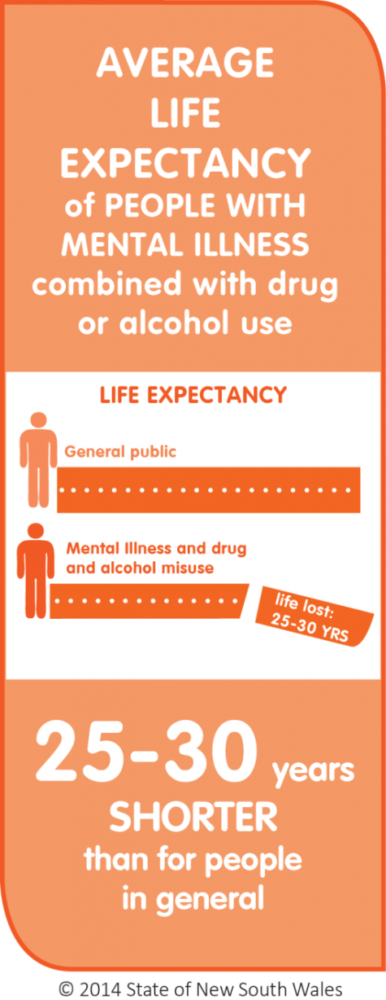 AVERAGE
LIFE
EXPECTANCY
of PEOPLE WITH
MENTAL ILLNESS
combined with drug
or alcohol use
LIFE EXPECTANCY
General public
Mental Illness and drug
and alcohol misuse
life lost:
25-30 YRS
25-30 years
SHORTER
than for people
in general
© 2014 State of New South Wales